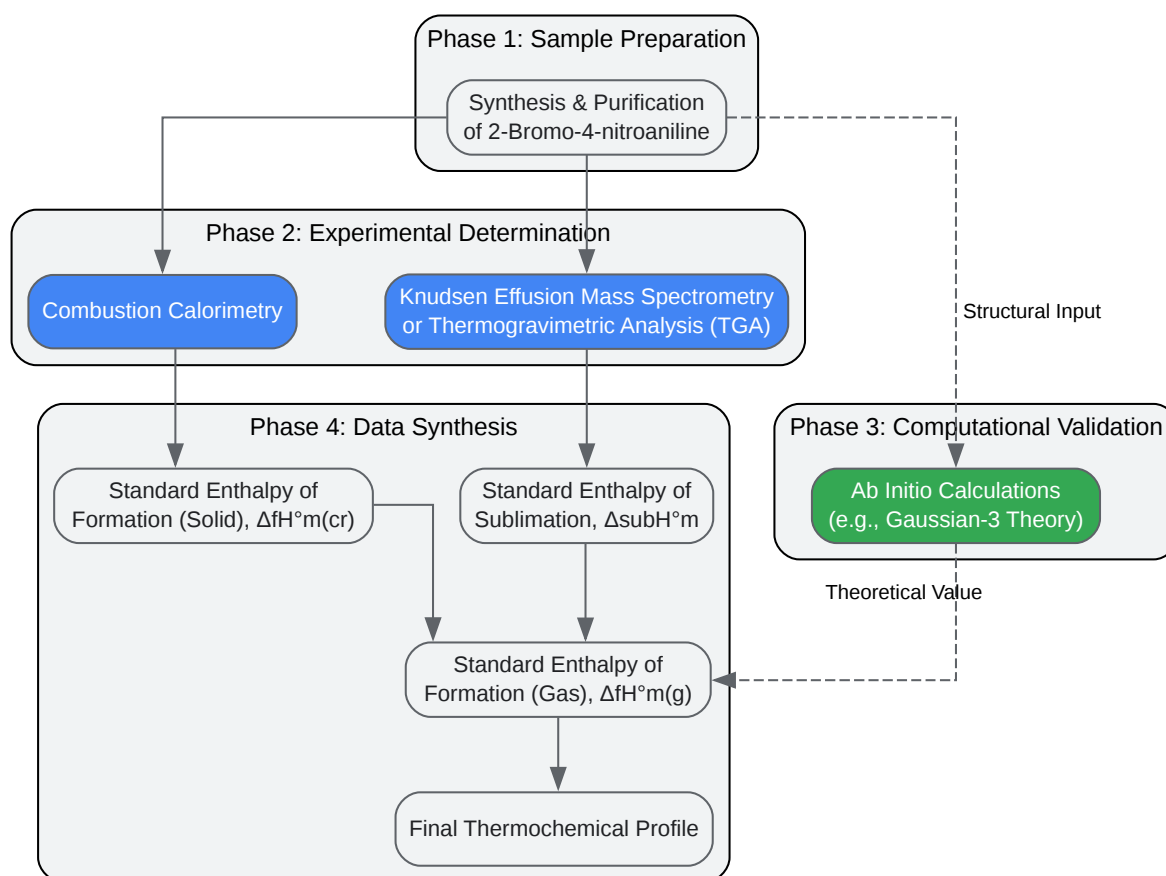 Phase 1: Sample Preparation
Synthesis & Purification
of 2-Bromo-4-nitroaniline
Phase 2: Experimental Determination
Combustion Calorimetry
Knudsen Effusion Mass Spectrometry
or Thermogravimetric Analysis (TGA)
Structural Input
Phase 4: Data Synthesis
Phase 3: Computational Validation
Standard Enthalpy of
Formation (Solid), ΔfH°m(cr)
Standard Enthalpy of
Sublimation, ΔsubH°m
Ab Initio Calculations
(e.g., Gaussian-3 Theory)
Theoretical Value
Standard Enthalpy of
Formation (Gas), ΔfH°m(g)
Final Thermochemical Profile